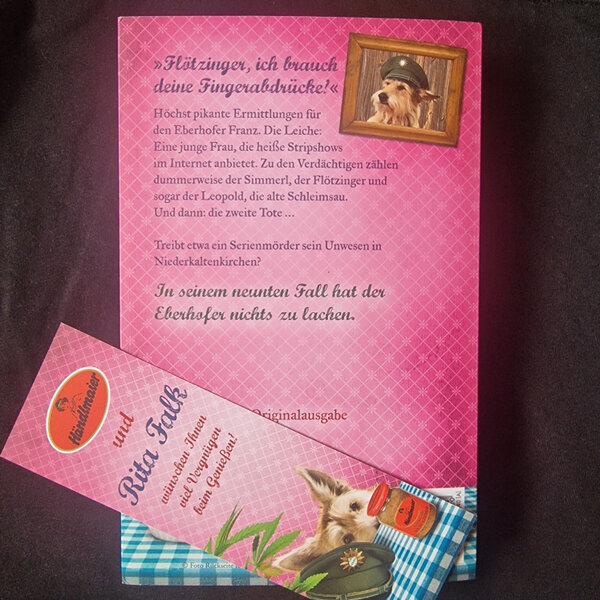 »Flötzinger, ich brauch
deine Fingerabdrücke!«
Höchst pikante Ermittlungen für
den Eberhofer Franz. Die Leiche:
Eine junge Frau, die heiße Stripshows
im Internet anbietet. Zu den Verdächtigen zählen
dummerweise der Simmerl, der Flötzinger und
sogar der Leopold, die alte Schleimsau.
Und dann: die zweite Tote ...
Treibt etwa ein Serienmörder sein Unwesen in
Niederkaltenkirchen?
In seinem neunten Fall hat der
Eberhofer nichts zu lachen.
Originalausgabe
Händlmaier
und
Rita Falk
wünschen Ihnen
viel Vergnügen
beim Genießen!
Händlmaier
© Foto Rückseite